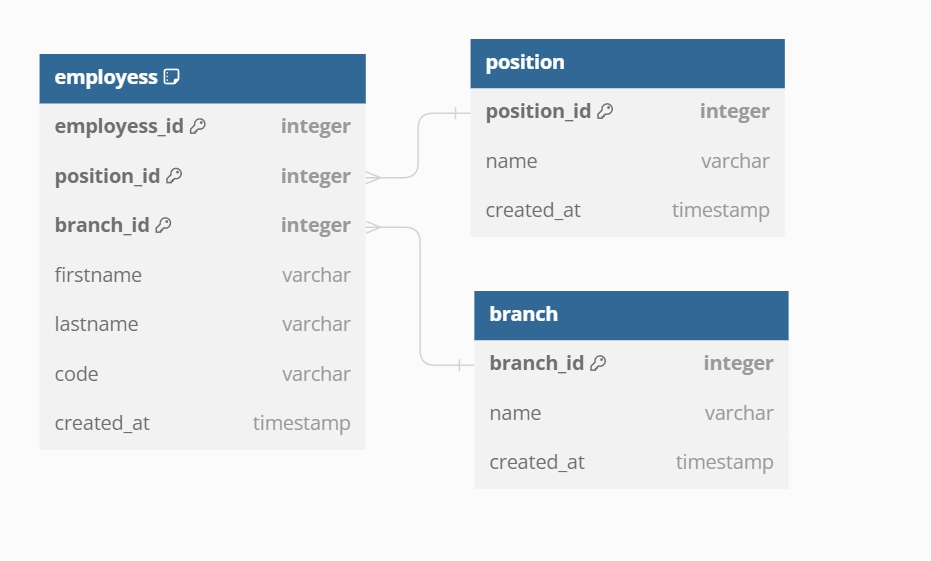 employess
employess_id integer
position_id integer
branch_id integer
firstname varchar
lastname varchar
code varchar
created_at timestamp
position
position_id integer
name varchar
created_at timestamp
branch
branch_id integer
name varchar
created_at timestamp